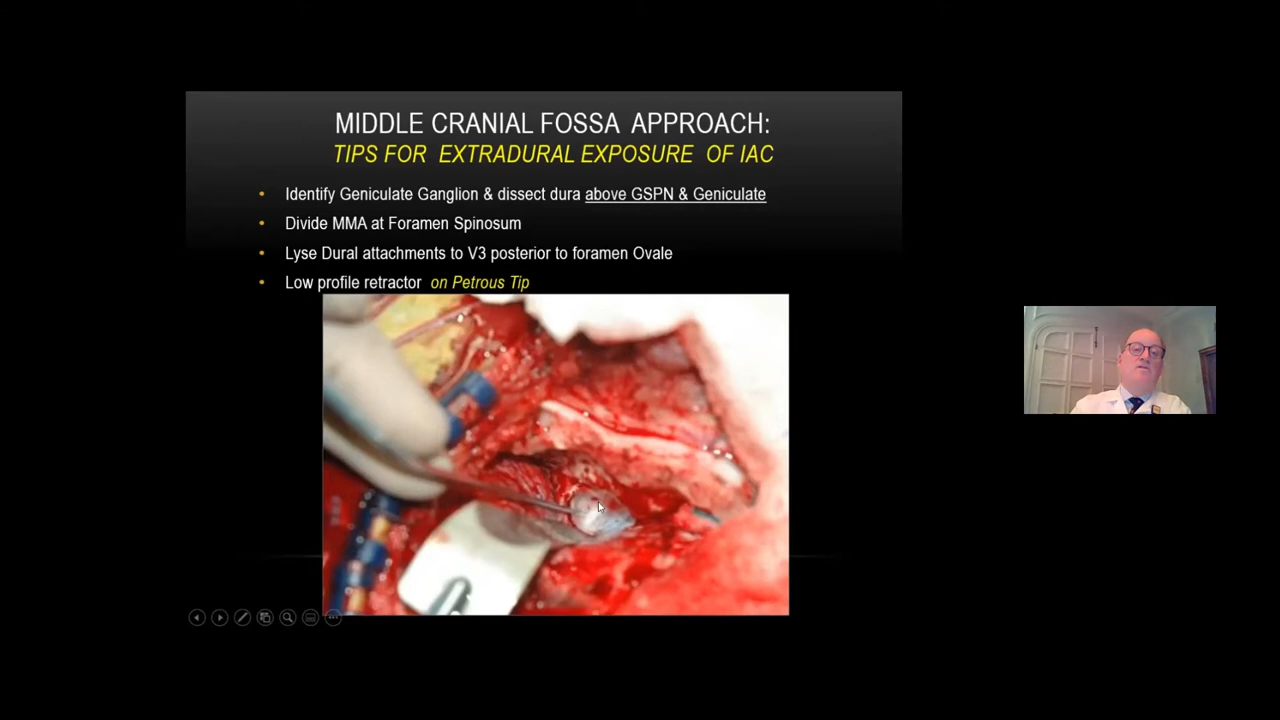 MIDDLE CRANIAL FOSSA APPROACH:
TIPS FOR EXTRADURAL EXPOSURE OF IAC
• Identify Geniculate Ganglion & dissect dura above GSPN & Geniculate
• Divide MMA at Foramen Spinosum
• Lyse Dural attachments to V3 posterior to foramen Ovale
• Low profile retractor on Petrous Tip